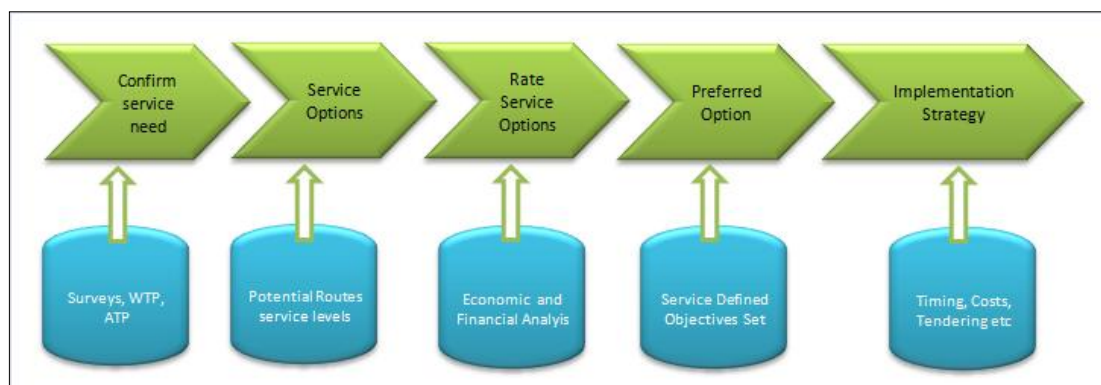 Confirm
service
need
Service
Options
Rate
Service
Options
Preferred
Option
Implementation
Strategy
Surveys, WTP,
ATP
Potential Routes
service levels
Economic and
Financial Analyis
Service Defined
Objectives Set
Timing, Costs,
Tendering etc